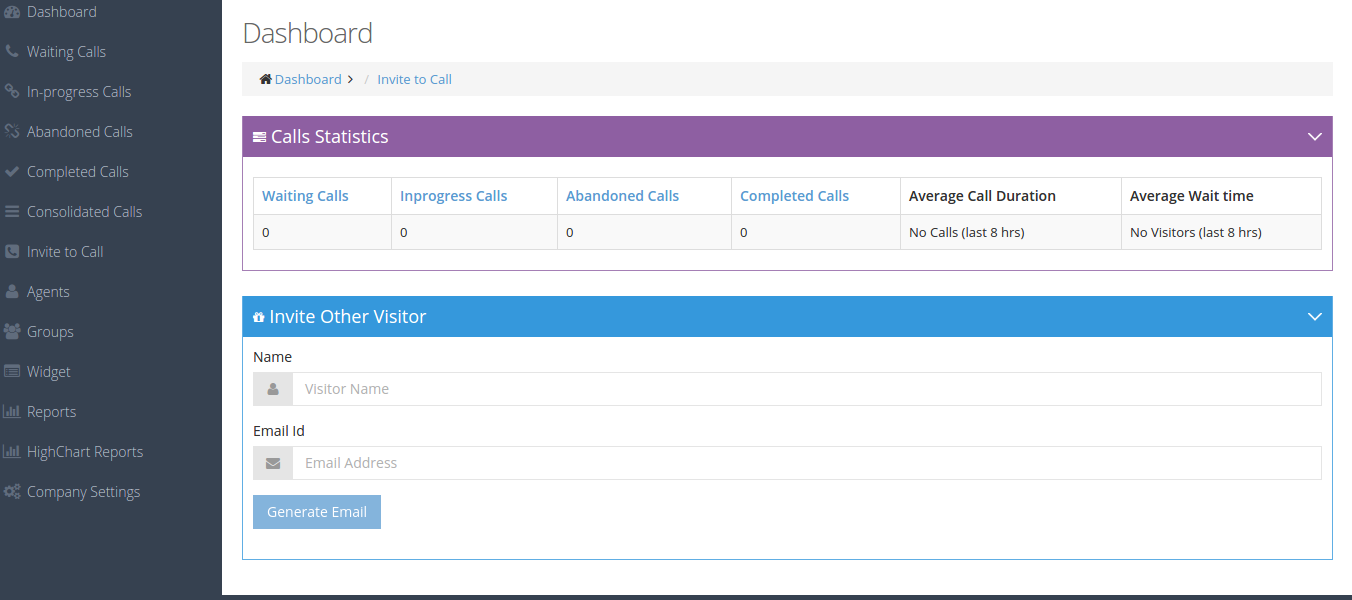 Dashboard
Waiting Calls
In-progress Calls
Abandoned Calls
Completed Calls
Consolidated Calls
Invite to Call
Agents
Groups
Widget
Reports
HighChart Reports
Company Settings
Dashboard
Dashboard > / Invite to Call
Calls Statistics
Waiting Calls Inprogress Calls Abandoned Calls Completed Calls Average Call Duration Average Wait time
0 0 0 0 No Calls (last 8 hrs) No Visitors (last 8 hrs)
Invite Other Visitor
Name
Visitor Name
Email Id
Email Address
Generate Email